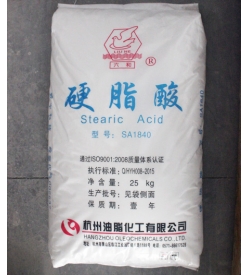 ®
硬脂酸
Stearic Acid
型号：SA1840
通过ISO9001:2008质量体系认证
执行标准：Q/HYH008-2015
净含量：25 kg
生产批号：见袋侧面
保质期：壹年
杭州油脂化工有限公司
HANGZHOU OLEOCHEMICALS CO.,LTD.